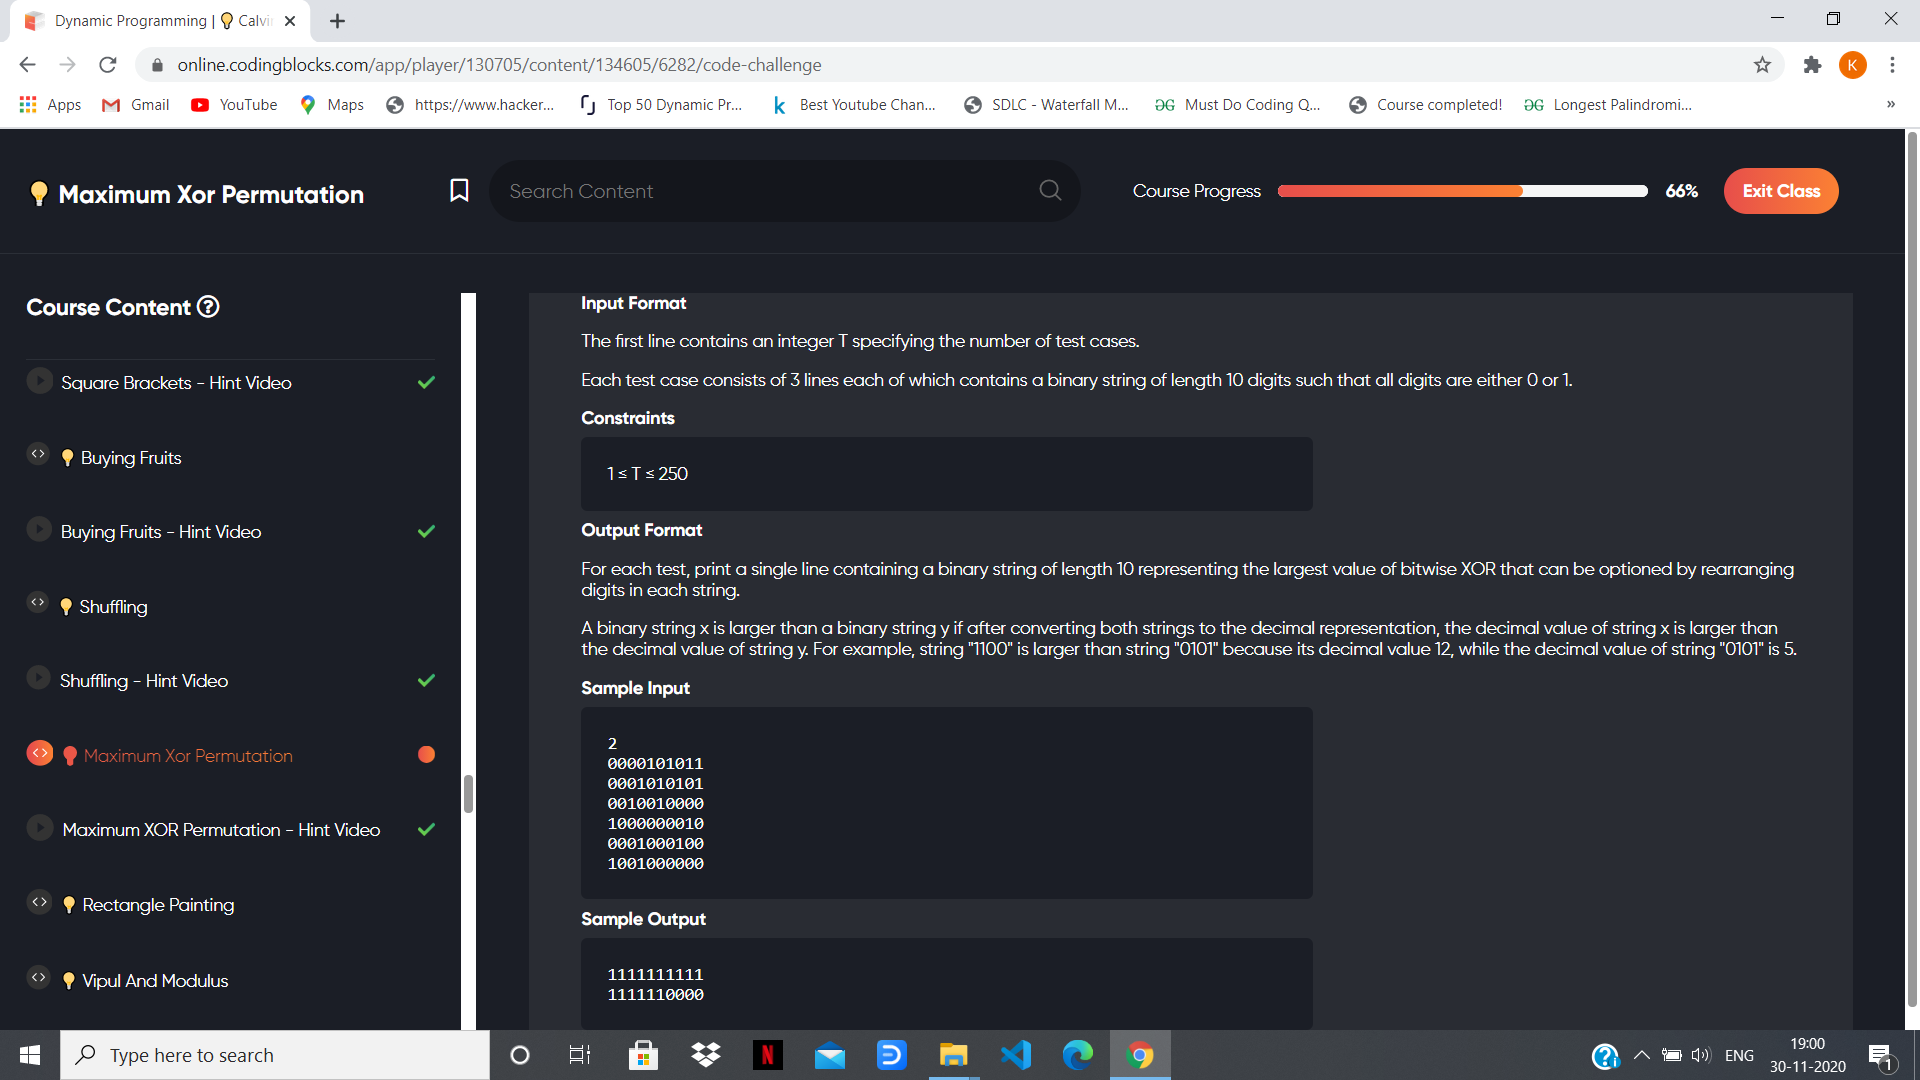 Dynamic Programming | Calvi
online.codingblocks.com/app/player/130705/content/134605/6282/code-challenge
K
Apps
Gmail
YouTube
Maps
https://www.hacker...
Top 50 Dynamic Pr...
Best Youtube Chan...
SDLC - Waterfall M...
Must Do Coding Q...
Course completed!
Longest Palindromi...
»
Maximum Xor Permutation
Search Content
Course Progress
66%
Exit Class
Course Content
Square Brackets - Hint Video
Buying Fruits
Buying Fruits - Hint Video
Shuffling
Shuffling - Hint Video
Maximum Xor Permutation
Maximum XOR Permutation - Hint Video
Rectangle Painting
Vipul And Modulus
Input Format
The first line contains an integer T specifying the number of test cases.
Each test case consists of 3 lines each of which contains a binary string of length 10 digits such that all digits are either 0 or 1.
Constraints
1 ≤ T ≤ 250
Output Format
For each test, print a single line containing a binary string of length 10 representing the largest value of bitwise XOR that can be optioned by rearranging
digits in each string.
A binary string x is larger than a binary string y if after converting both strings to the decimal representation, the decimal value of string x is larger than
the decimal value of string y. For example, string "1100" is larger than string "0101" because its decimal value 12, while the decimal value of string "0101" is 5.
Sample Input
2
0000101011
0001010101
0010010000
1000000010
0001000100
1001000000
Sample Output
1111111111
1111110000
Type here to search
N
ENG
19:00
30-11-2020
1